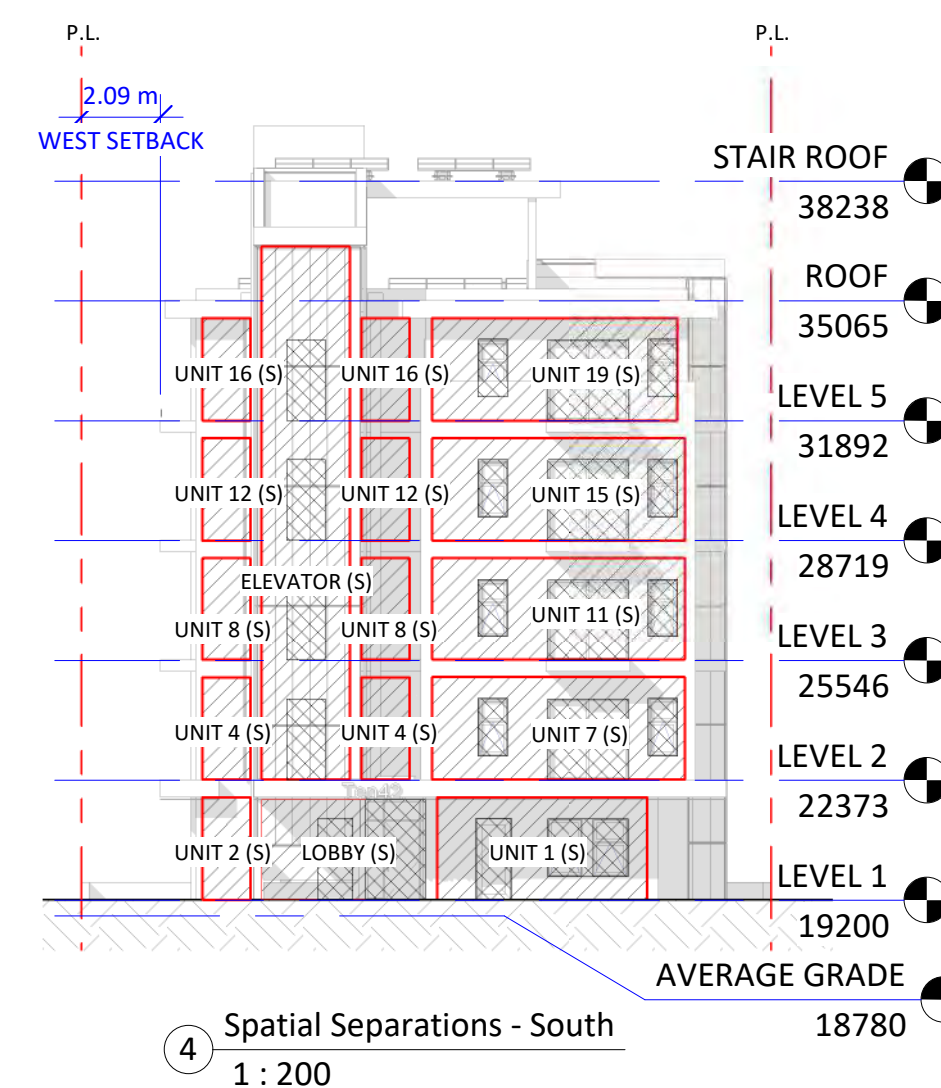 P.L.
P.L.
2.09 m
WEST SETBACK
STAIR ROOF
38238
ROOF
35065
UNIT 16 (S)
UNIT 16 (S)
UNIT 19 (S)
LEVEL 5
31892
UNIT 12 (S)
UNIT 12 (S)
UNIT 15 (S)
LEVEL 4
28719
ELEVATOR (S)
UNIT 8 (S)
UNIT 8 (S)
UNIT 11 (S)
LEVEL 3
25546
UNIT 4 (S)
UNIT 4 (S)
UNIT 7 (S)
LEVEL 2
22373
UNIT 2 (S)
LOBBY (S)
UNIT 1 (S)
LEVEL 1
19200
AVERAGE GRADE
18780
4
Spatial Separations - South
1 : 200